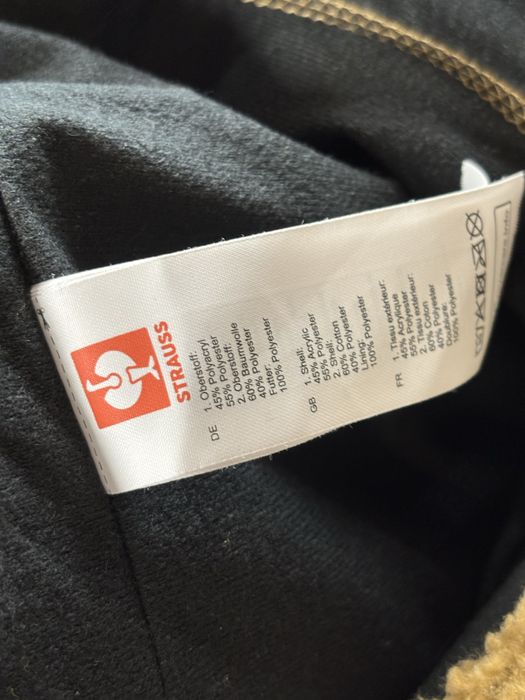 STRAUSS
DE 1. Oberstoff:
45% Polyacryl
55% Polyester
2. Oberstoff:
60% Baumwolle
40% Polyester
Futter:
100% Polyester
GB 1. Shell:
45% Acrylic
55% Polyester
2. Shell:
60% Cotton
40% Polyester
Lining:
100% Polyester
FR 1. Tissu extérieur:
45% Acrylique
55% Polyester
2. Tissu extérieur:
60% Coton
40% Polyester
Doublure:
100% Polyester